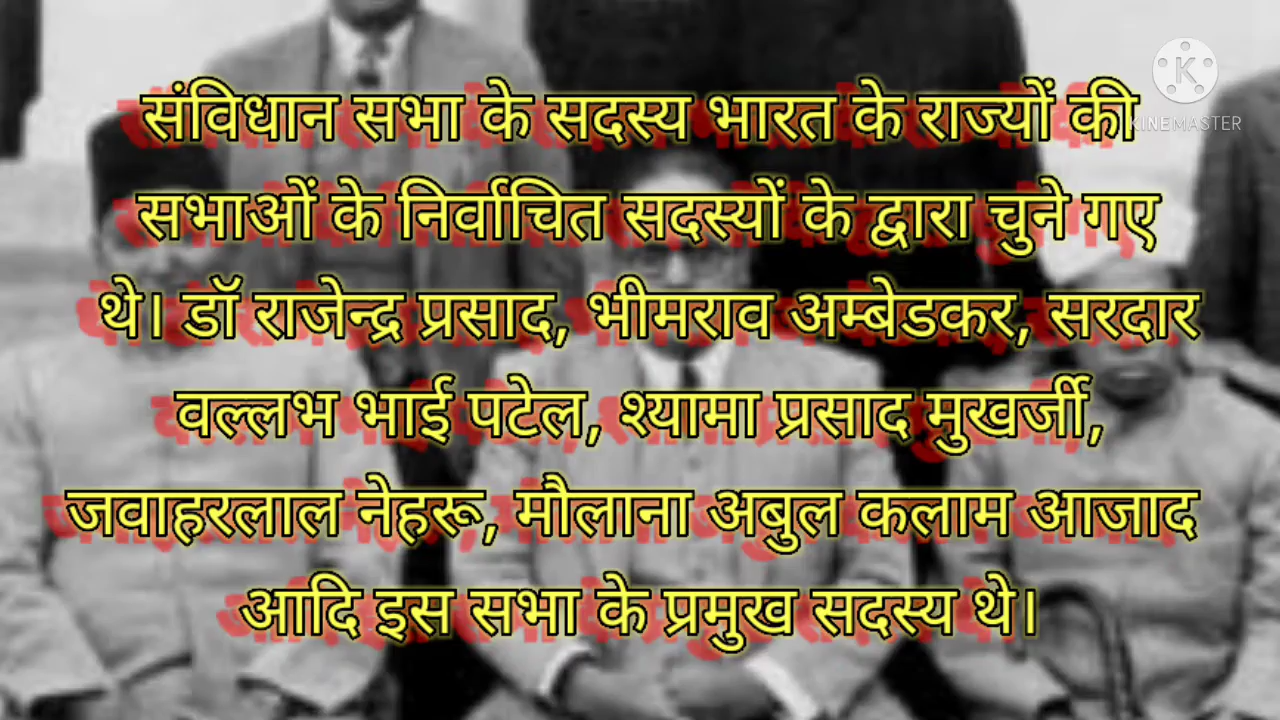 संविधान सभा के सदस्य भारत के राज्यों की
सभाओं के निर्वाचित सदस्यों के द्वारा चुने गए
थे। डॉ राजेन्द्र प्रसाद, भीमराव अम्बेडकर, सरदार
वल्लभ भाई पटेल, श्यामा प्रसाद मुखर्जी,
जवाहरलाल नेहरू, मौलाना अबुल कलाम आजाद
आदि इस सभा के प्रमुख सदस्य थे।
K
KINEMASTER